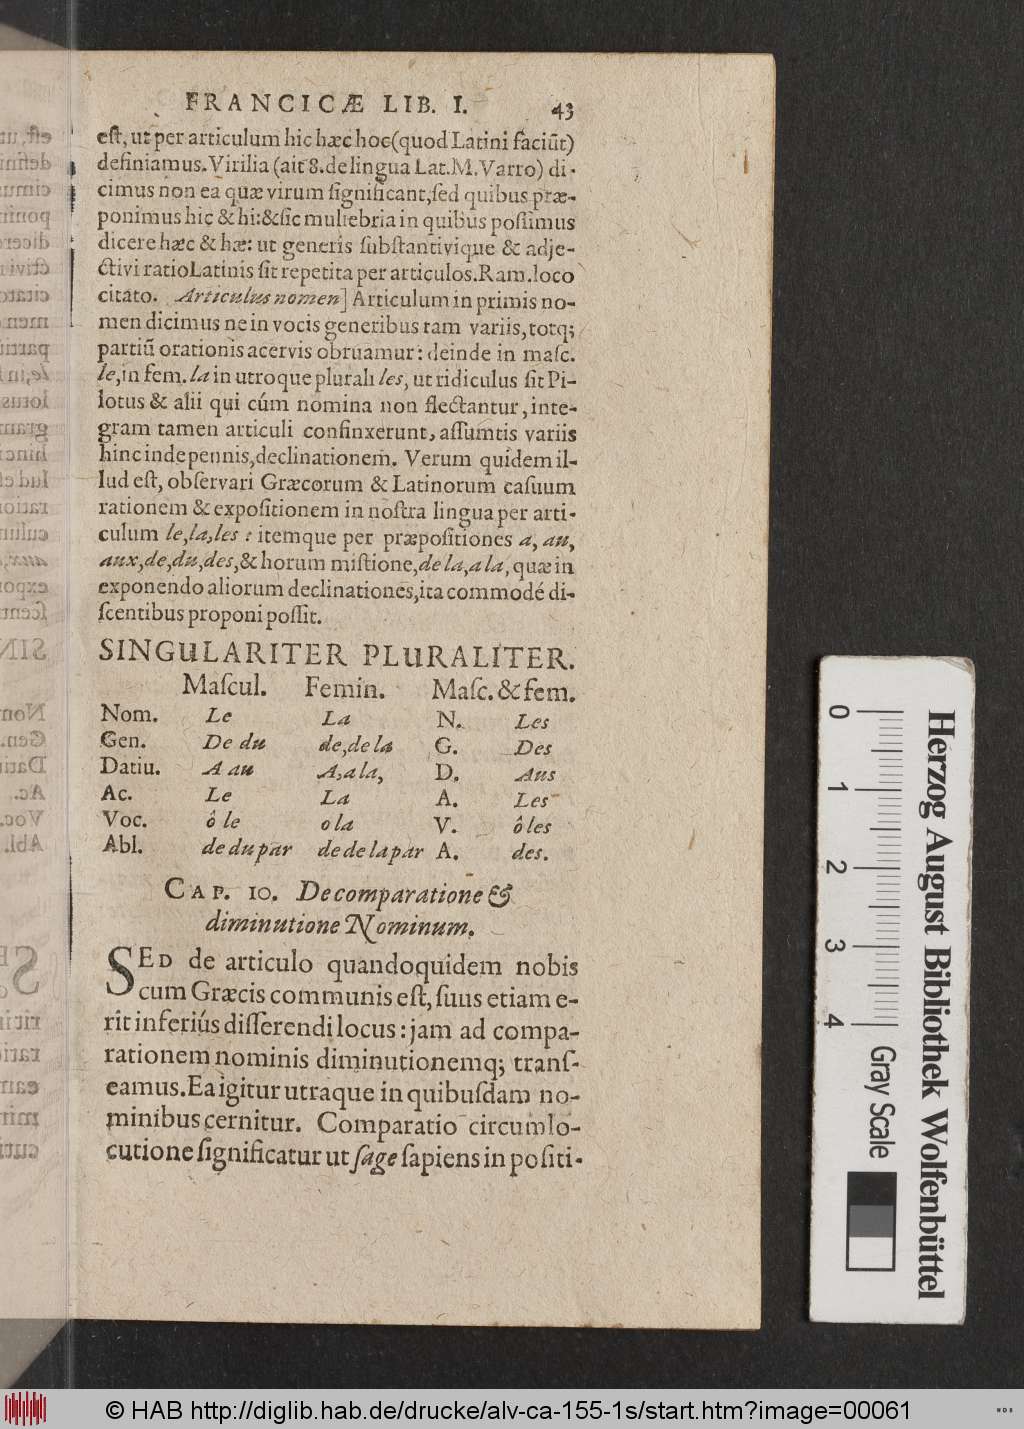 FRANCICÆ LIB. I. 43
est, ut per articulum hic hæc hoc (quod Latini faciūt)
definiamus. Virilia (ait 8. de lingua Lat. M. Varro) di-
cimus non ea quæ virum significant, sed quibus præ-
ponimus hic & hi: & sic muliebria in quibus possimus
dicere hæc & hæ: ut generis substantivique & adje-
ctivi ratio Latinis sit repetita per articulos. Ram. loco
citato. Articulus nomen] Articulum in primis no-
men dicimus ne in vocis generibus tam variis, totq;
partiū orationis acervis obruamur: deinde in masc.
le, in fem. la in utroque plurali les, ut ridiculus sit Pi-
lotus & alii qui cúm nomina non flectantur, inte-
gram tamen articuli confinxerunt, assumtis variis
hinc inde pennis, declinationem. Verum quidem il-
lud est, observari Græcorum & Latinorum casuum
rationem & expositionem in nostra lingua per arti-
culum le, la, les: itemque per præpositiones a, au,
aux, de, du, des, & horum mistione, de la, a la, quæ in
exponendo aliorum declinationes, ita commodé di-
scentibus proponi possit.
SINGULARITER PLURALITER.
Mascul. Femin. Masc. & fem.
Nom. Le La N. Les
Gen. De du de, de la G. Des
Datiu. A au A, a la, D. Aus
Ac. Le La A. Les
Voc. ô le o la V. ô les
Abl. de du par de de la par A. des.
CAP. 10. De comparatione &
diminutione Nominum.
SED de articulo quandoquidem nobis
cum Græcis communis est, suus etiam e-
rit inferiús disserendi locus: jam ad compa-
rationem nominis diminutionemq; trans-
eamus. Ea igitur utraque in quibusdam no-
minibus cernitur. Comparatio circumlo-
cutione significatur ut sage sapiens in positi-
0 1 2 3 4
Gray Scale
Herzog August Bibliothek Wolfenbüttel
© HAB http://diglib.hab.de/drucke/alv-ca-155-1s/start.htm?image=00061